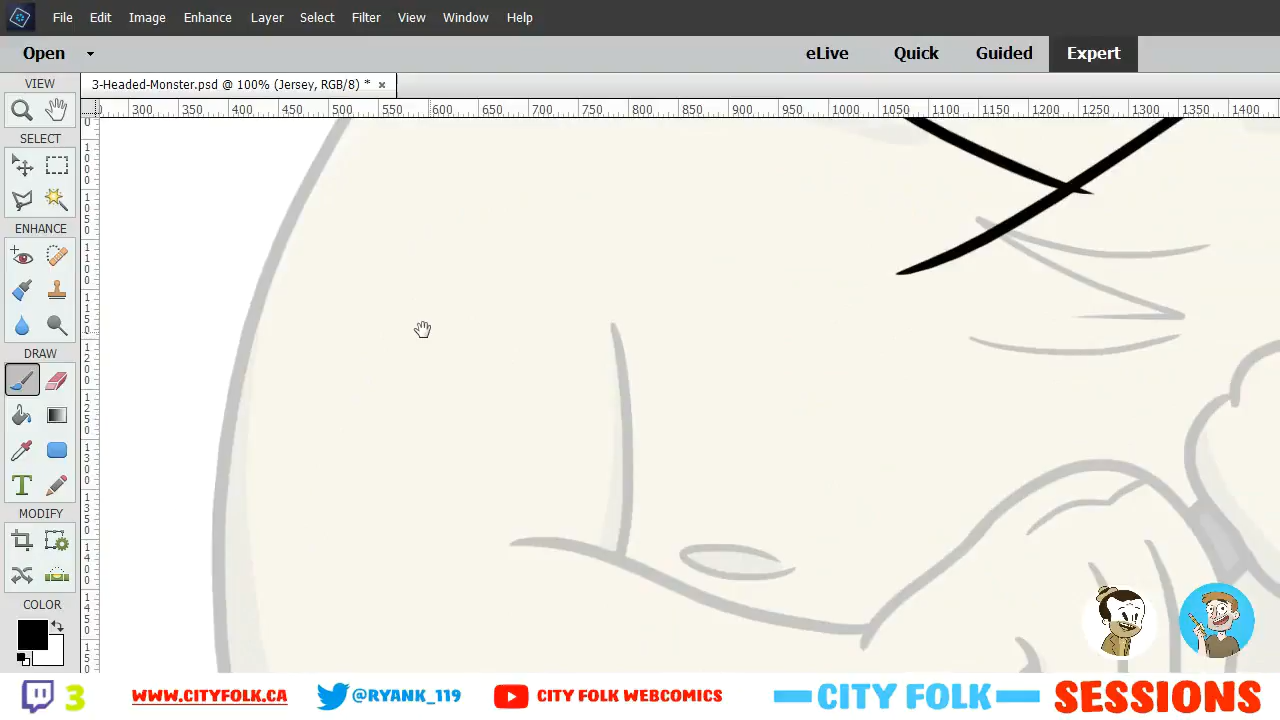 File Edit Image Enhance Layer Select Filter View Window Help
Open eLive Quick Guided Expert
VIEW 3-Headed-Monster.psd @ 100% (Jersey, RGB/8) * ×
300 350 400 450 500 550 600 650 700 750 800 850 900 950 1000 1050 1100 1150 1200 1250 1300 1350 1400
SELECT
ENHANCE
DRAW
T
MODIFY
COLOR
3 WWW.CITYFOLK.CA @RYANK_119 CITY FOLK WEBCOMICS CITY FOLK SESSIONS